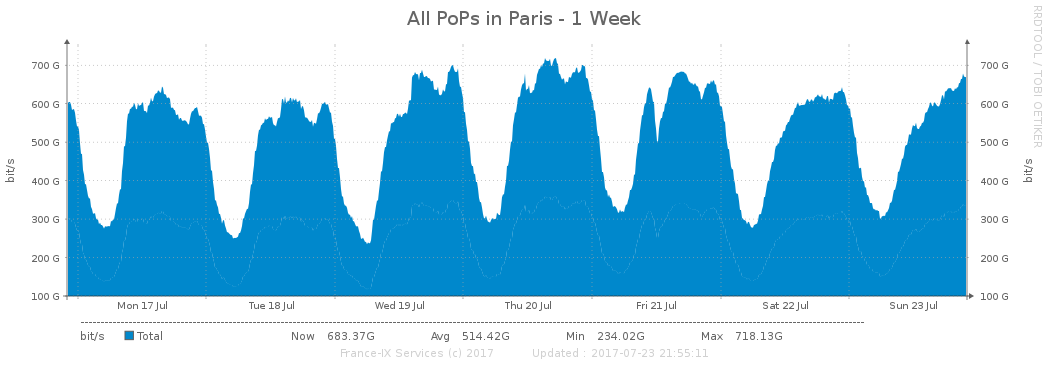 All PoPs in Paris - 1 Week
RRDTOOL / TOBI OETIKER
bit/s
bit/s
700 G 700 G
600 G 600 G
500 G 500 G
400 G 400 G
300 G 300 G
200 G 200 G
100 G 100 G
Mon 17 Jul Tue 18 Jul Wed 19 Jul Thu 20 Jul Fri 21 Jul Sat 22 Jul Sun 23 Jul
bit/s Total Now 683.37G Avg 514.42G Min 234.02G Max 718.13G
France-IX Services (c) 2017 Updated : 2017-07-23 21:55:11